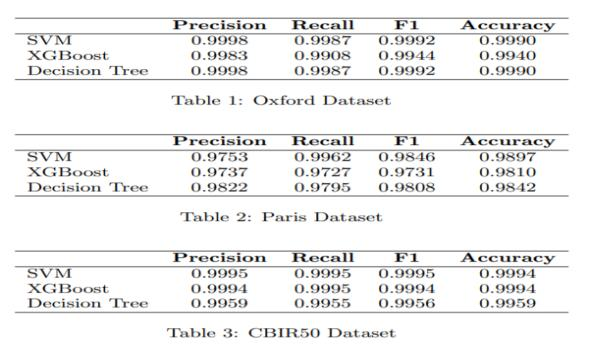 Precision Recall F1 Accuracy
SVM 0.9998 0.9987 0.9992 0.9990
XGBoost 0.9983 0.9908 0.9944 0.9940
Decision Tree 0.9998 0.9987 0.9992 0.9990
Table 1: Oxford Dataset
Precision Recall F1 Accuracy
SVM 0.9753 0.9962 0.9846 0.9897
XGBoost 0.9737 0.9727 0.9731 0.9810
Decision Tree 0.9822 0.9795 0.9808 0.9842
Table 2: Paris Dataset
Precision Recall F1 Accuracy
SVM 0.9995 0.9995 0.9995 0.9994
XGBoost 0.9994 0.9995 0.9994 0.9994
Decision Tree 0.9959 0.9955 0.9956 0.9959
Table 3: CBIR50 Dataset